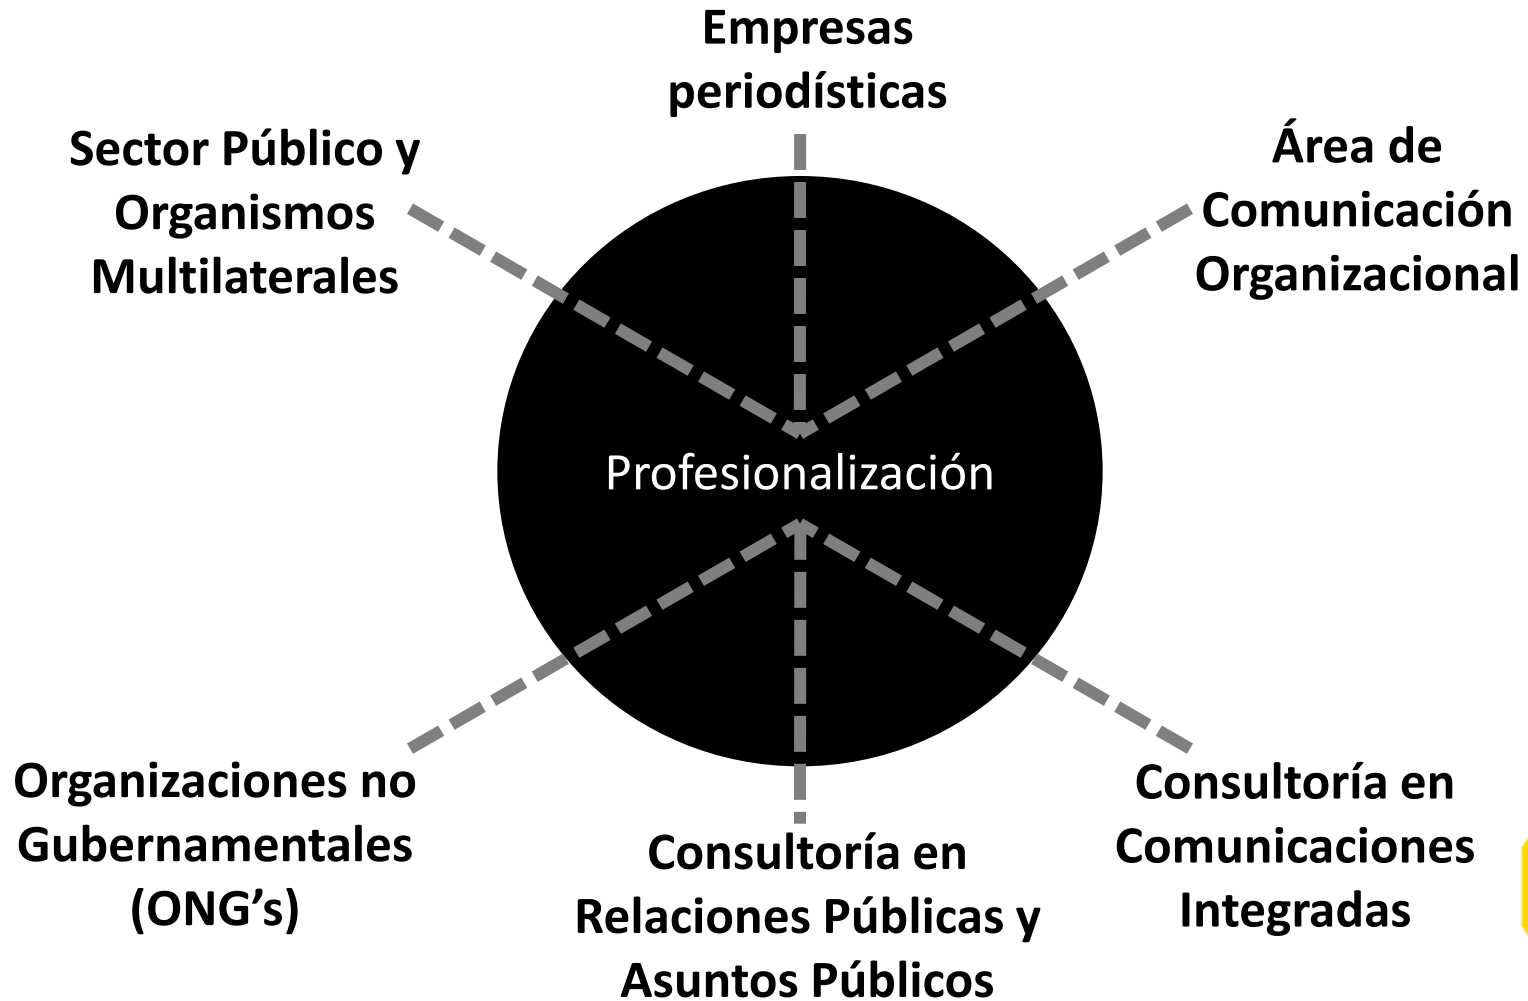 Empresas
periodísticas
Sector Público y
Organismos
Multilaterales
Área de
Comunicación
Organizacional
Profesionalización
Organizaciones no
Gubernamentales
(ONG’s)
Consultoría en
Relaciones Públicas y
Asuntos Públicos
Consultoría en
Comunicaciones
Integradas